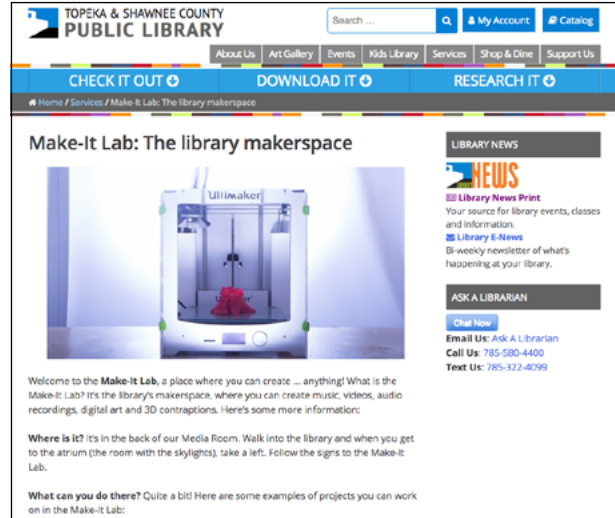 TOPEKA & SHAWNEE COUNTY
PUBLIC LIBRARY
Search ...
My Account
Catalog
About Us
Art Gallery
Events
Kids Library
Services
Shop & Dine
Support Us
CHECK IT OUT
DOWNLOAD IT
RESEARCH IT
Home / Services / Make-It Lab: The library makerspace
Make-It Lab: The library makerspace
Ultimaker
Welcome to the Make-It Lab, a place where you can create ... anything! What is the
Make-It Lab? It's the library's makerspace, where you can create music, videos, audio
recordings, digital art and 3D contraptions. Here's some more information:
Where is it? It's in the back of our Media Room. Walk into the library and when you get
to the atrium (the room with the skylights), take a left. Follow the signs to the Make-It
Lab.
What can you do there? Quite a bit! Here are some examples of projects you can work
on in the Make-It Lab:
LIBRARY NEWS
NEWS
Library News Print
Your source for library events, classes
and information.
Library E-News
Bi-weekly newsletter of what's
happening at your library.
ASK A LIBRARIAN
Chat Now
Email Us: Ask A Librarian
Call Us: 785-580-4400
Text Us: 785-322-4099